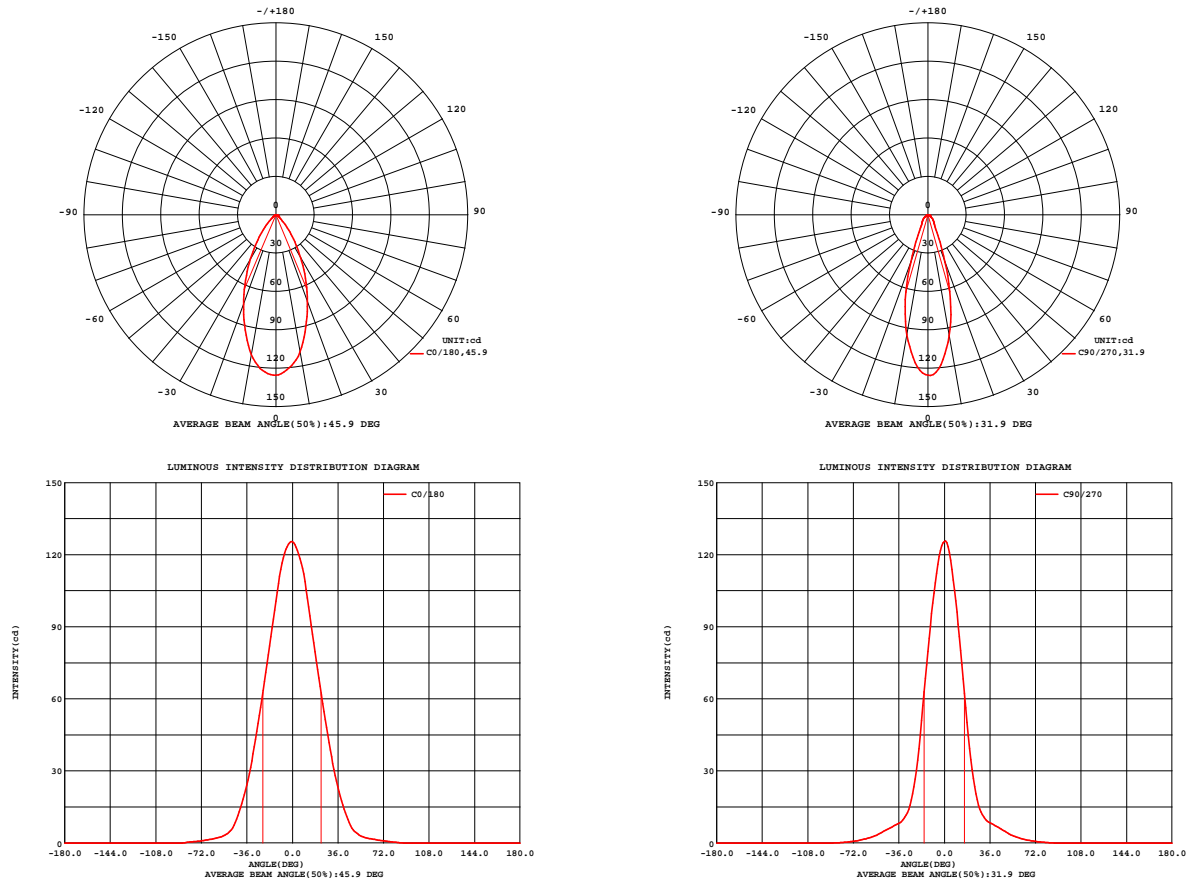 -/+180
-150
150
-120
120
-90
90
-60
60
-30
30
0
30
60
90
120
150
0
UNIT:cd
C0/180,45.9
AVERAGE BEAM ANGLE(50%):45.9 DEG
-/+180
-150
150
-120
120
-90
90
-60
60
-30
30
0
30
60
90
120
150
0
UNIT:cd
C90/270,31.9
AVERAGE BEAM ANGLE(50%):31.9 DEG
LUMINOUS INTENSITY DISTRIBUTION DIAGRAM
C0/180
INTENSITY(cd)
150
120
90
60
30
0
-180.0 -144.0 -108.0 -72.0 -36.0 0.0 36.0 72.0 108.0 144.0 180.0
ANGLE(DEG)
AVERAGE BEAM ANGLE(50%):45.9 DEG
LUMINOUS INTENSITY DISTRIBUTION DIAGRAM
C90/270
INTENSITY(cd)
150
120
90
60
30
0
-180.0 -144.0 -108.0 -72.0 -36.0 0.0 36.0 72.0 108.0 144.0 180.0
ANGLE(DEG)
AVERAGE BEAM ANGLE(50%):31.9 DEG